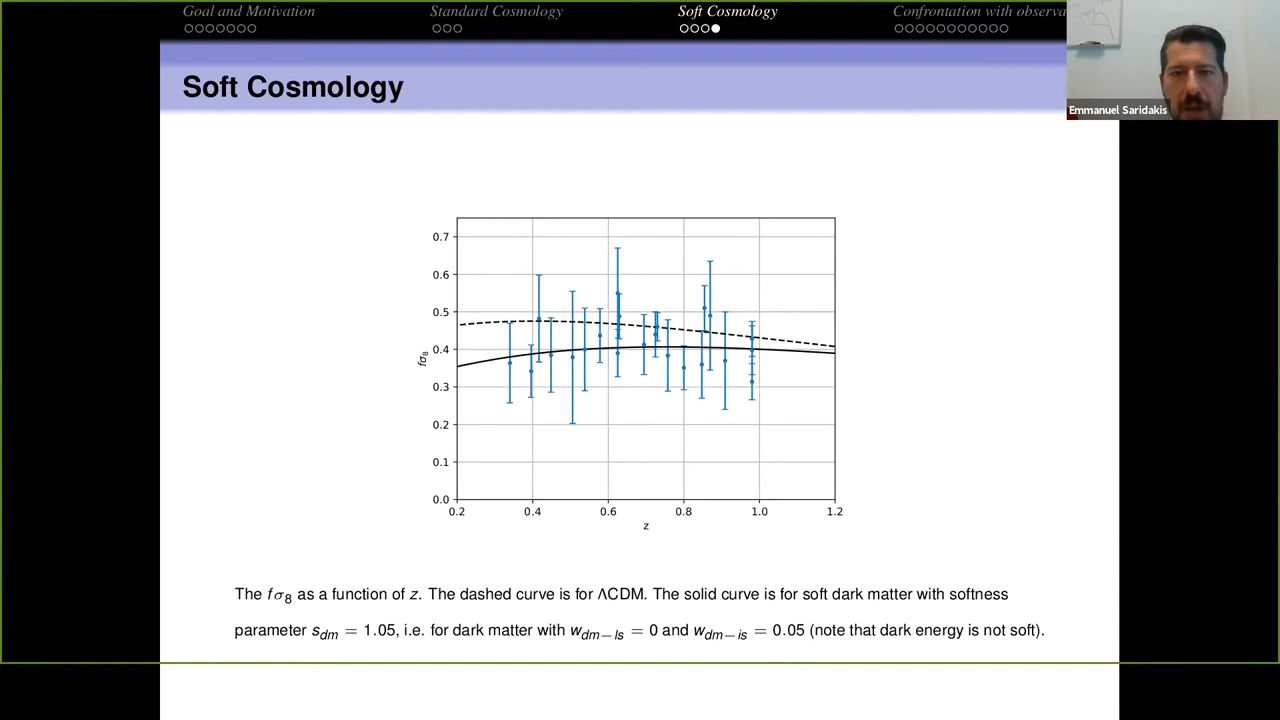 Goal and Motivation
Standard Cosmology
Soft Cosmology
Confrontation with observa
Emmanuel Saridakis
Soft Cosmology
0.7
0.6
0.5
0.4
0.3
0.2
0.1
0.0
fσ8
0.2 0.4 0.6 0.8 1.0 1.2
z
The fσ8 as a function of z. The dashed curve is for ΛCDM. The solid curve is for soft dark matter with softness
parameter s_dm = 1.05, i.e. for dark matter with w_dm−ls = 0 and w_dm−is = 0.05 (note that dark energy is not soft).